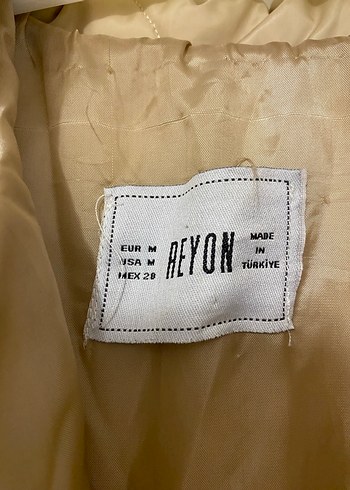 EUR M
USA M
MEX 28
REYON
MADE
IN
TÜRKİYE